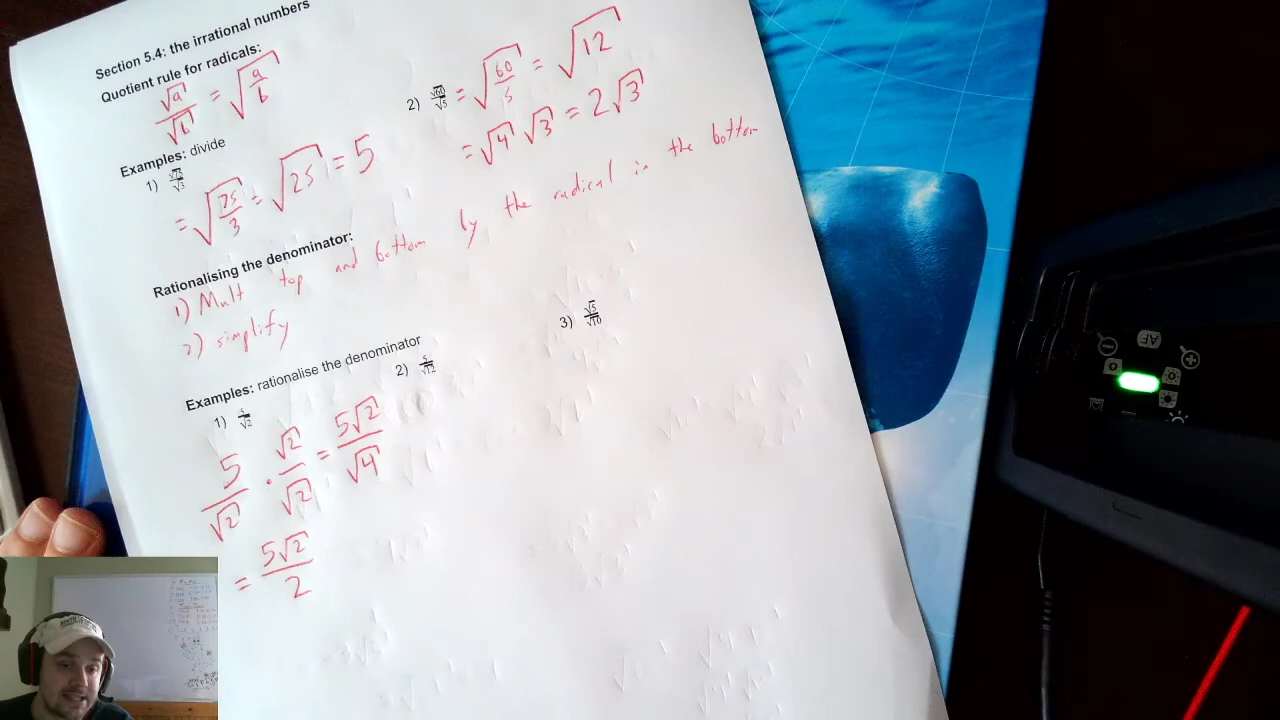 Section 5.4: the irrational numbers
Quotient rule for radicals:
√a/√b = √(a/b)
Examples: divide
1) √75/√3
= √(75/3) = √25 = 5
2) √60/√5 = √(60/5) = √12
= √4 √3 = 2√3
Rationalising the denominator:
1) Mult top and bottom by the radical in the bottom
2) simplify
Examples: rationalise the denominator
1) 5/√2
5/√2 · √2/√2 = 5√2/√4
= 5√2/2
2) 5/√12
3) √5/√10
AF